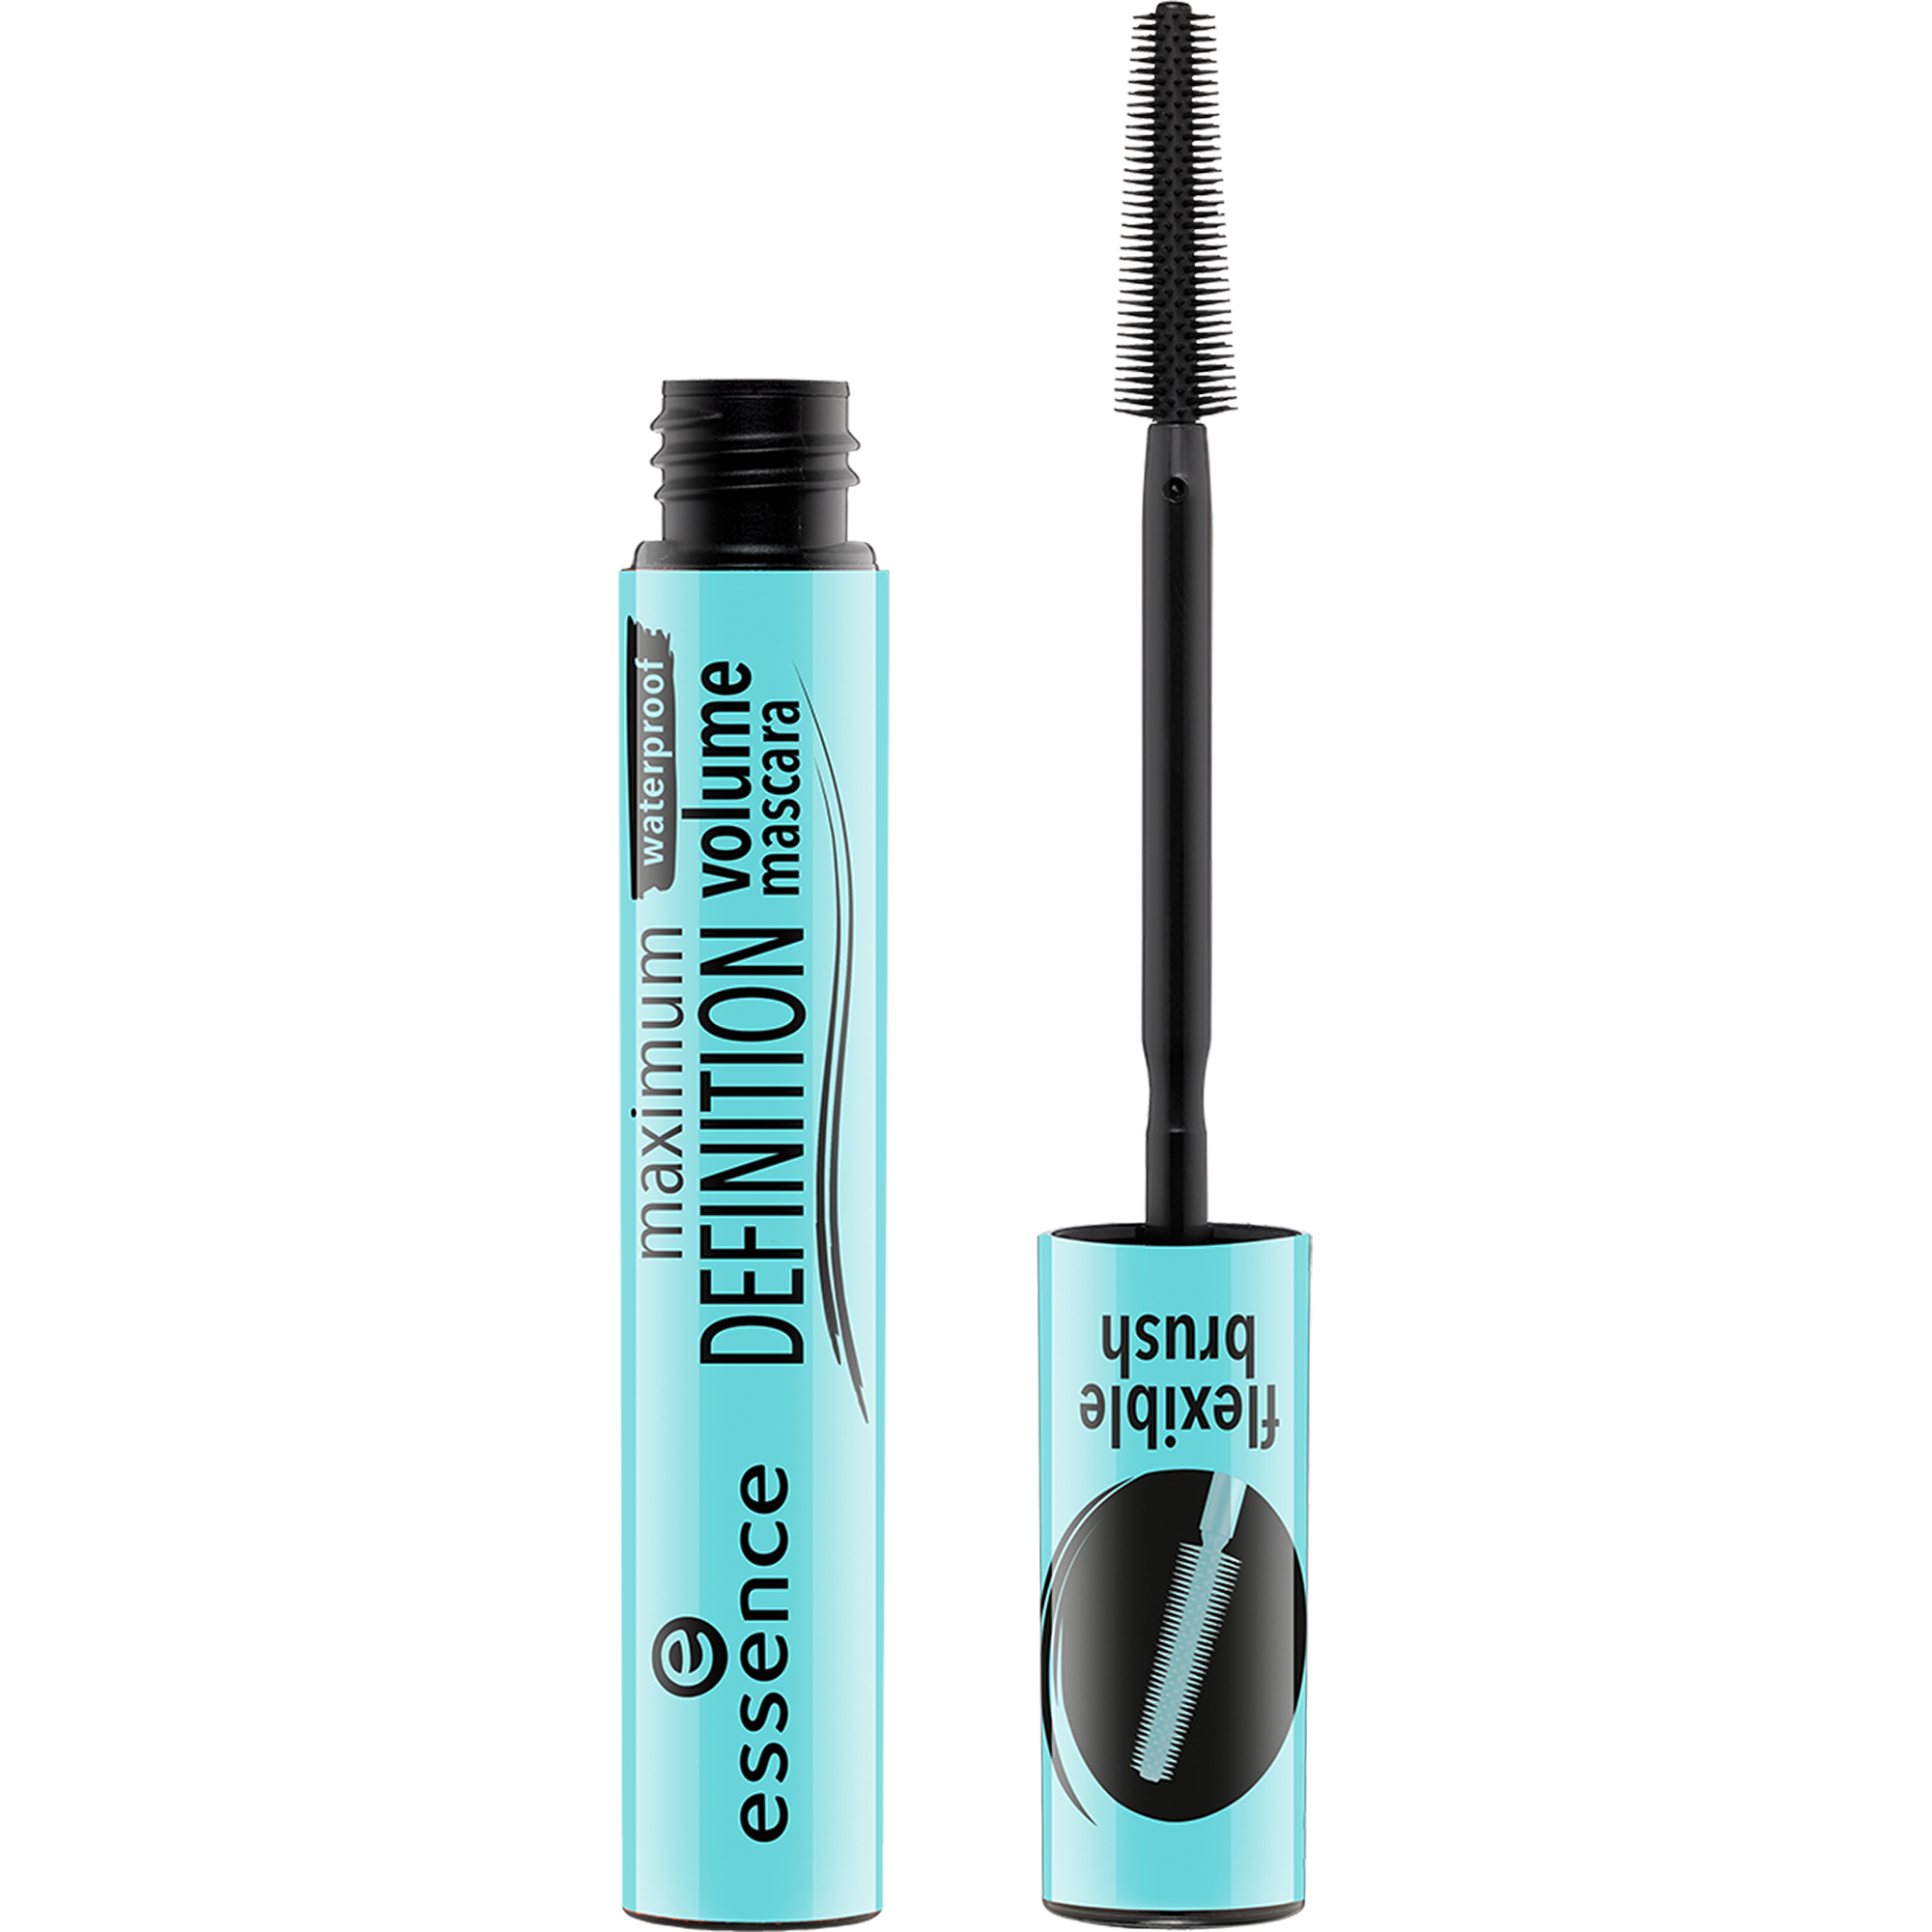 maximum
waterproof
DEFINITION volume
mascara
e
essence
flexible
brush